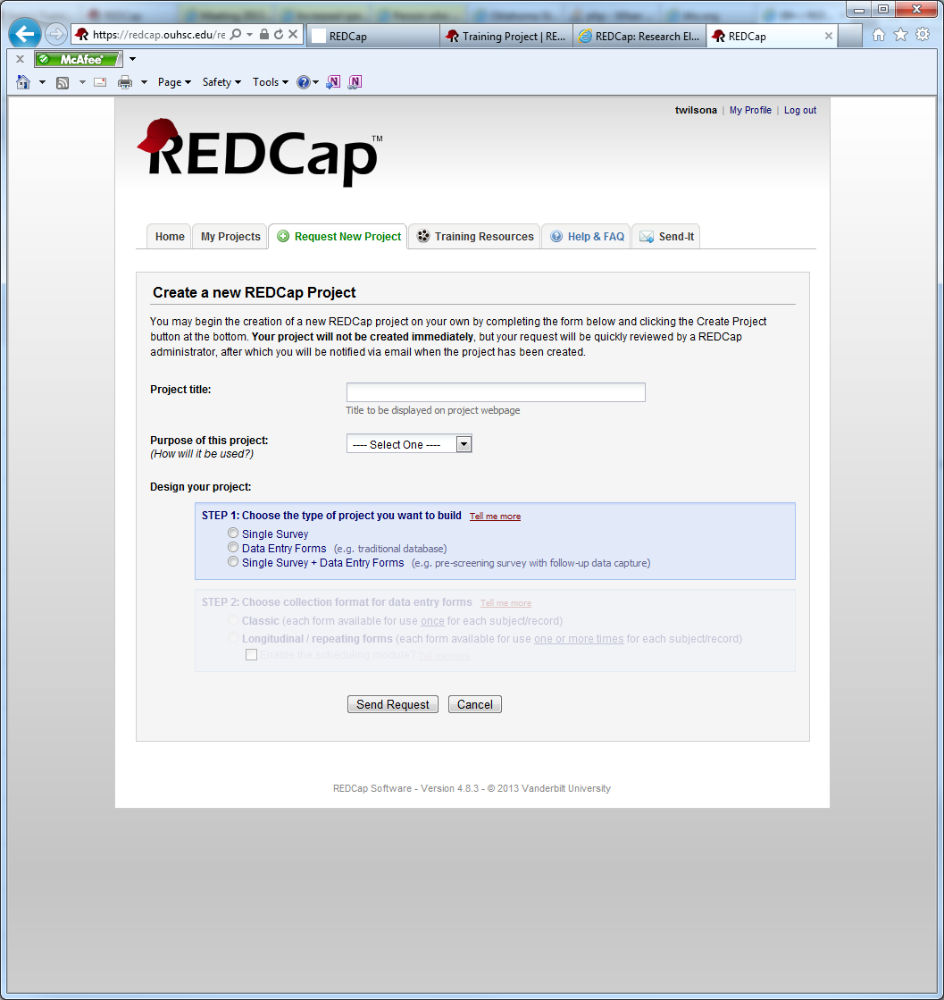 https://redcap.ouhsc.edu/re
REDCap
Training Project | RE...
REDCap: Research El...
REDCap
McAfee
Page
Safety
Tools
twilsona | My Profile | Log out
REDCap™
Home
My Projects
Request New Project
Training Resources
Help & FAQ
Send-It
Create a new REDCap Project
You may begin the creation of a new REDCap project on your own by completing the form below and clicking the Create Project
button at the bottom. Your project will not be created immediately, but your request will be quickly reviewed by a REDCap
administrator, after which you will be notified via email when the project has been created.
Project title:
Title to be displayed on project webpage
Purpose of this project:
(How will it be used?)
---- Select One ----
Design your project:
STEP 1: Choose the type of project you want to build Tell me more
Single Survey
Data Entry Forms (e.g. traditional database)
Single Survey + Data Entry Forms (e.g. pre-screening survey with follow-up data capture)
STEP 2: Choose collection format for data entry forms Tell me more
Classic (each form available for use once for each subject/record)
Longitudinal / repeating forms (each form available for use one or more times for each subject/record)
Enable the scheduling module? Tell me more
Send Request
Cancel
REDCap Software - Version 4.8.3 - © 2013 Vanderbilt University